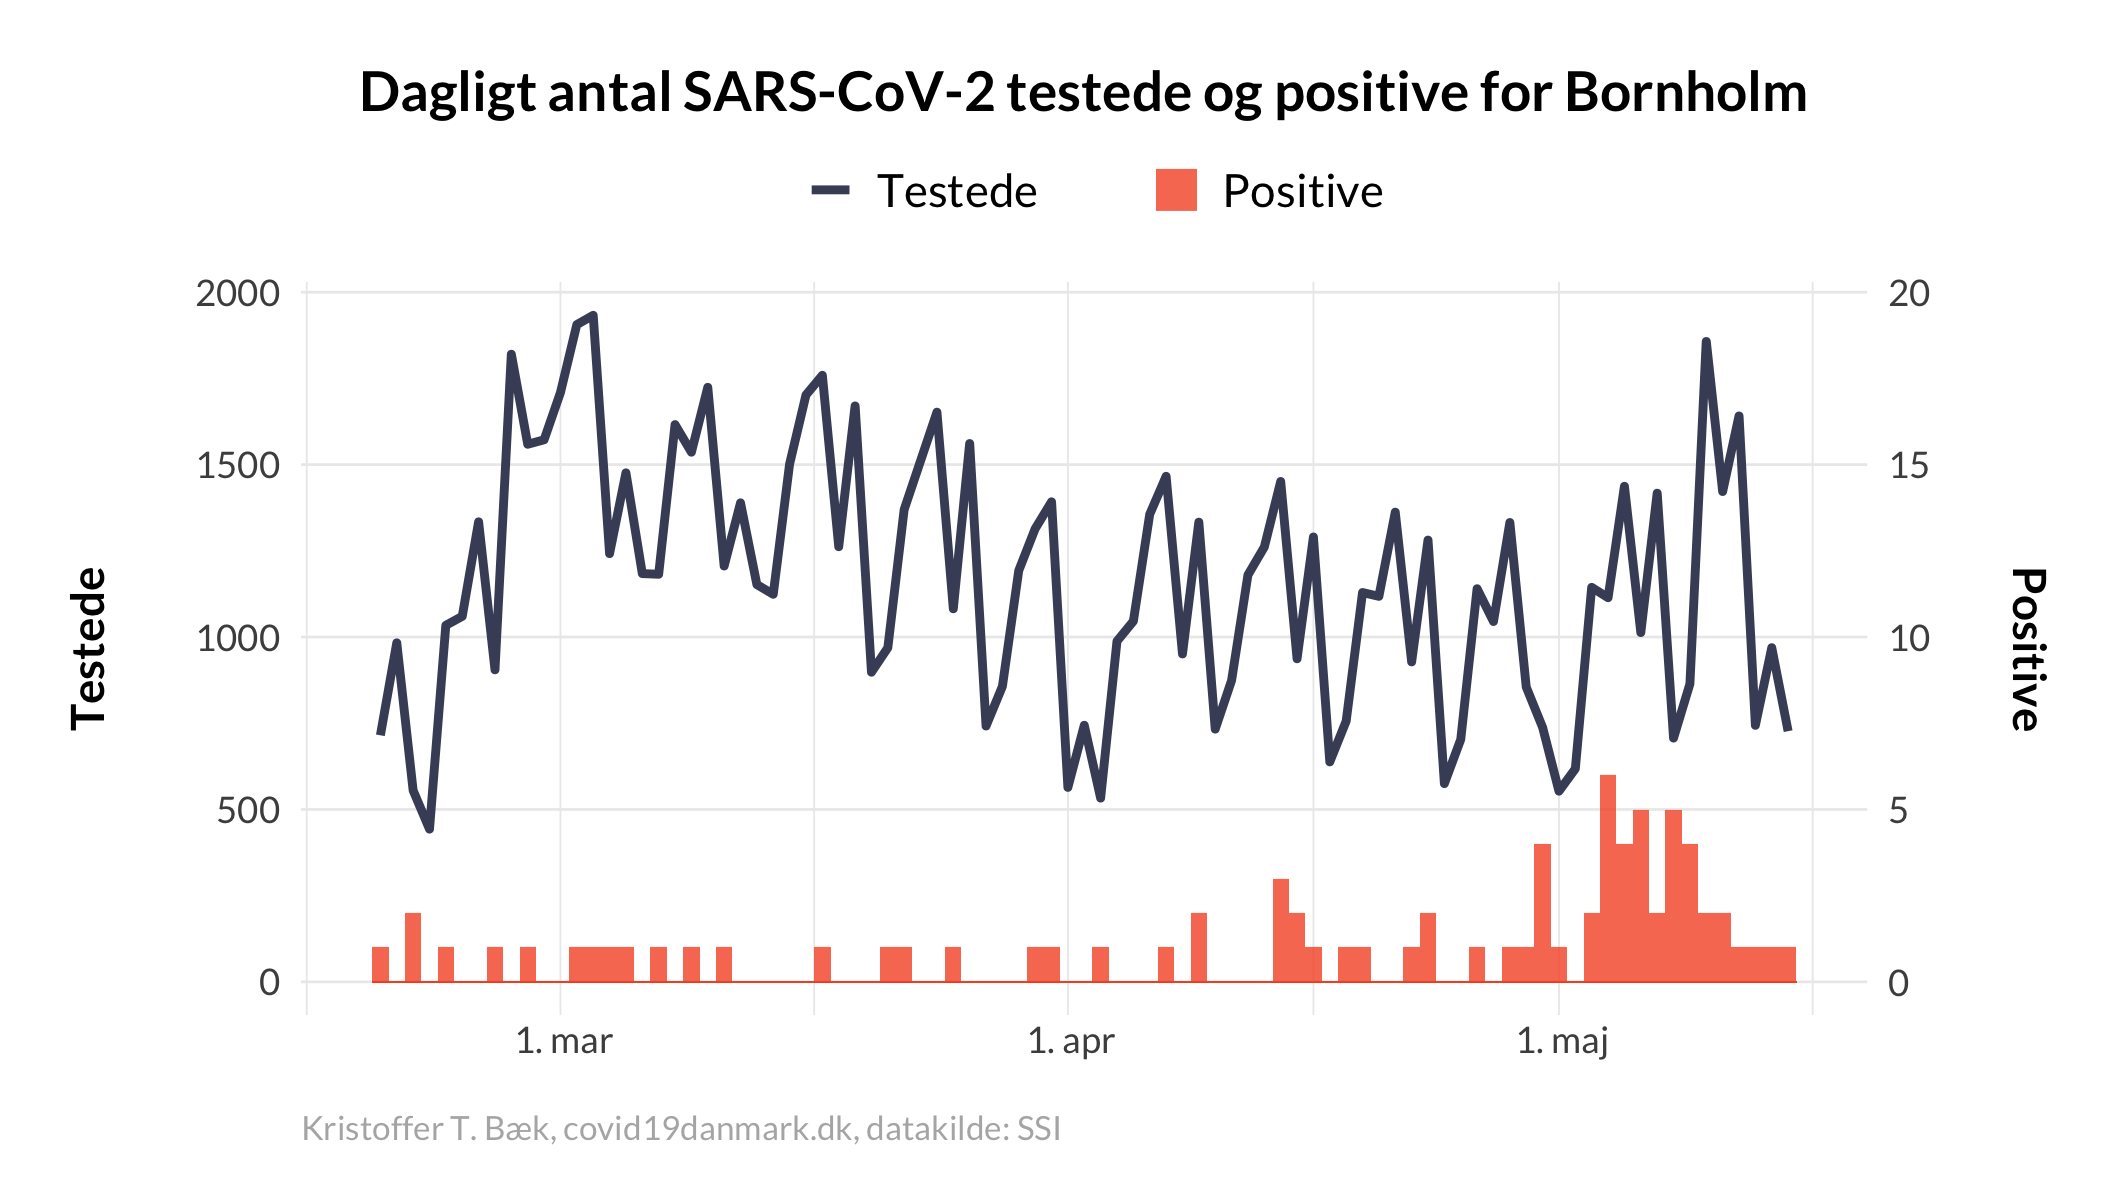 Dagligt antal SARS-CoV-2 testede og positive for Bornholm
Testede
Positive
2000
1500
1000
500
0
20
15
10
5
0
Testede
Positive
1. mar
1. apr
1. maj
Kristoffer T. Bæk, covid19danmark.dk, datakilde: SSI